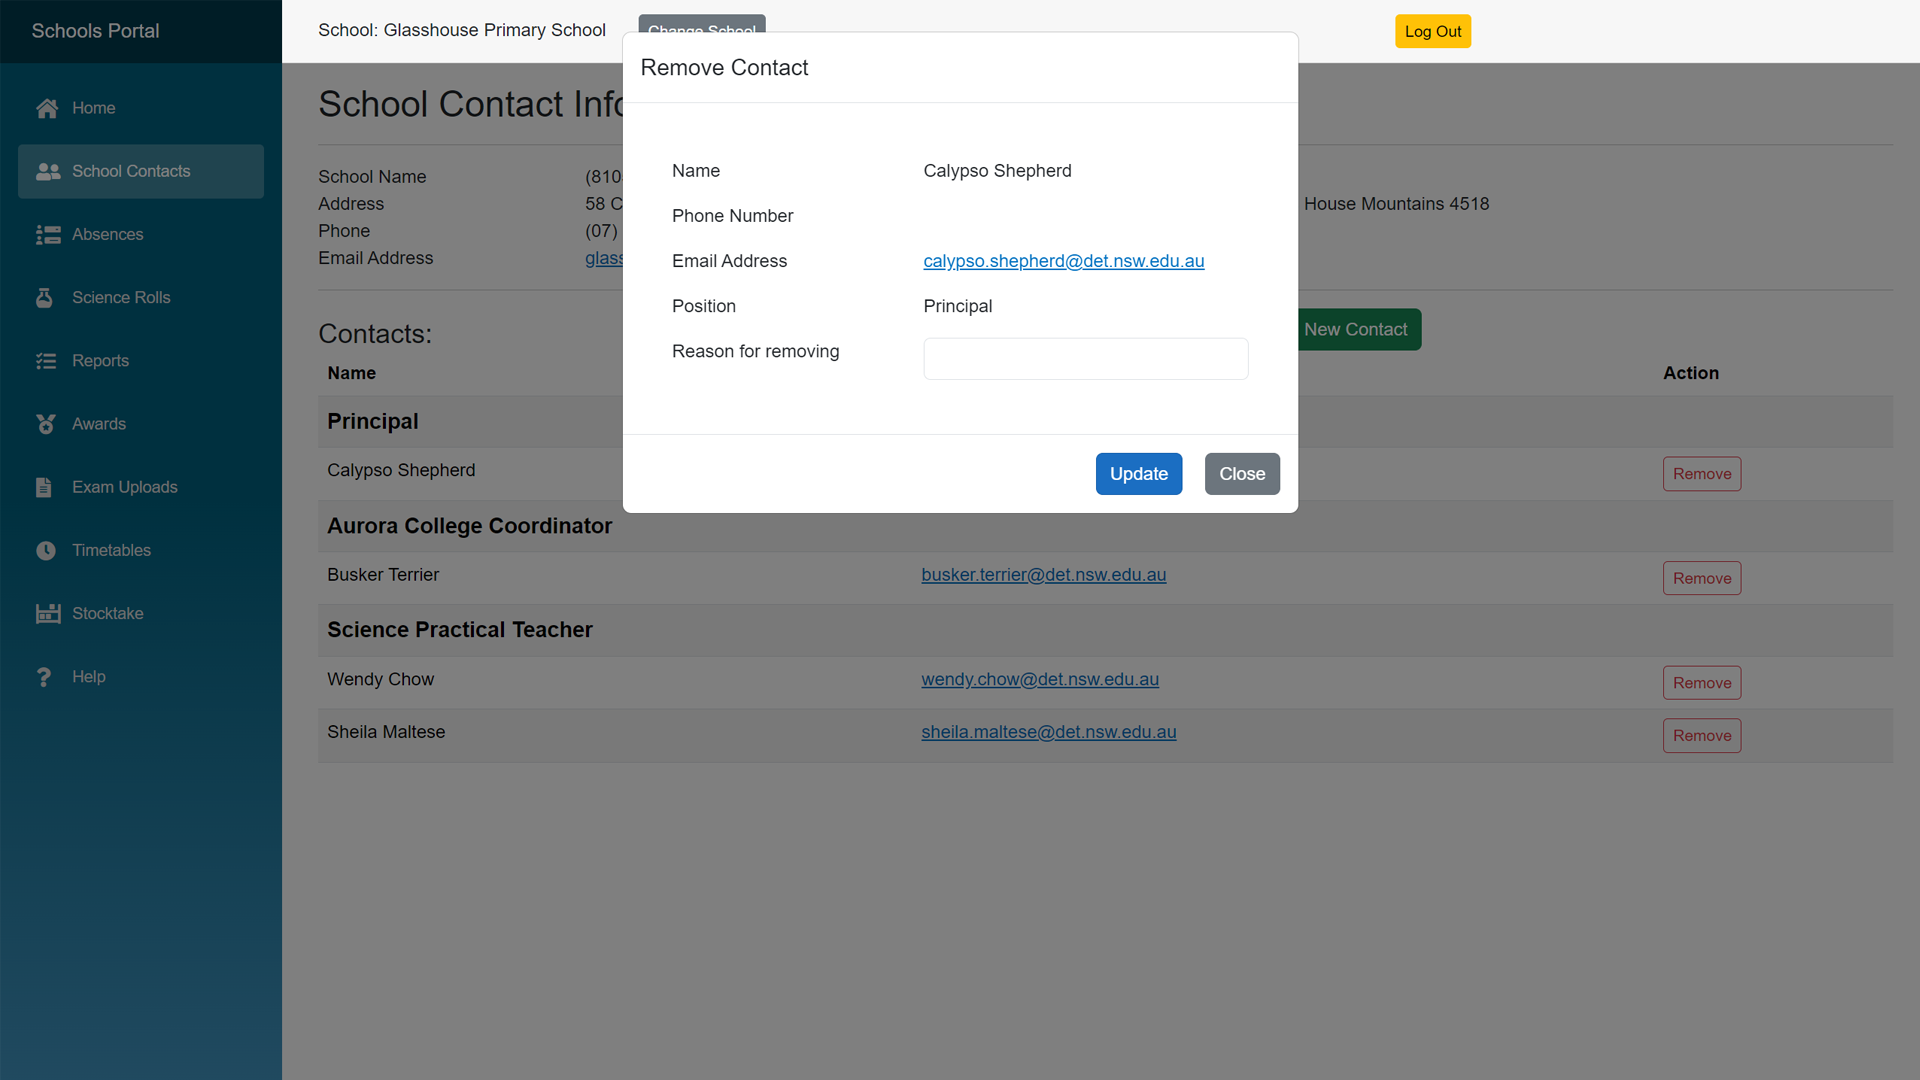 Schools Portal
School: Glasshouse Primary School
Log Out
Remove Contact
Home
School Contacts
Absences
Science Rolls
Reports
Awards
Exam Uploads
Timetables
Stocktake
Help
School Contact
School Name
Address
58
House Mountains 4518
Phone
(07)
Email Address
Contacts:
New Contact
Name
Action
Principal
Calypso Shepherd
Remove
Aurora College Coordinator
Busker Terrier
busker.terrier@det.nsw.edu.au
Remove
Science Practical Teacher
Wendy Chow
wendy.chow@det.nsw.edu.au
Remove
Sheila Maltese
sheila.maltese@det.nsw.edu.au
Remove
Name
Calypso Shepherd
Phone Number
Email Address
calypso.shepherd@det.nsw.edu.au
Position
Principal
Reason for removing
Update
Close